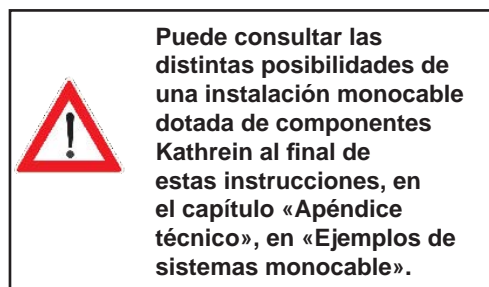 Puede consultar las
distintas posibilidades de
una instalación monocable
dotada de componentes
Kathrein al final de
estas instrucciones, en
el capítulo «Apéndice
técnico», en «Ejemplos de
sistemas monocable».